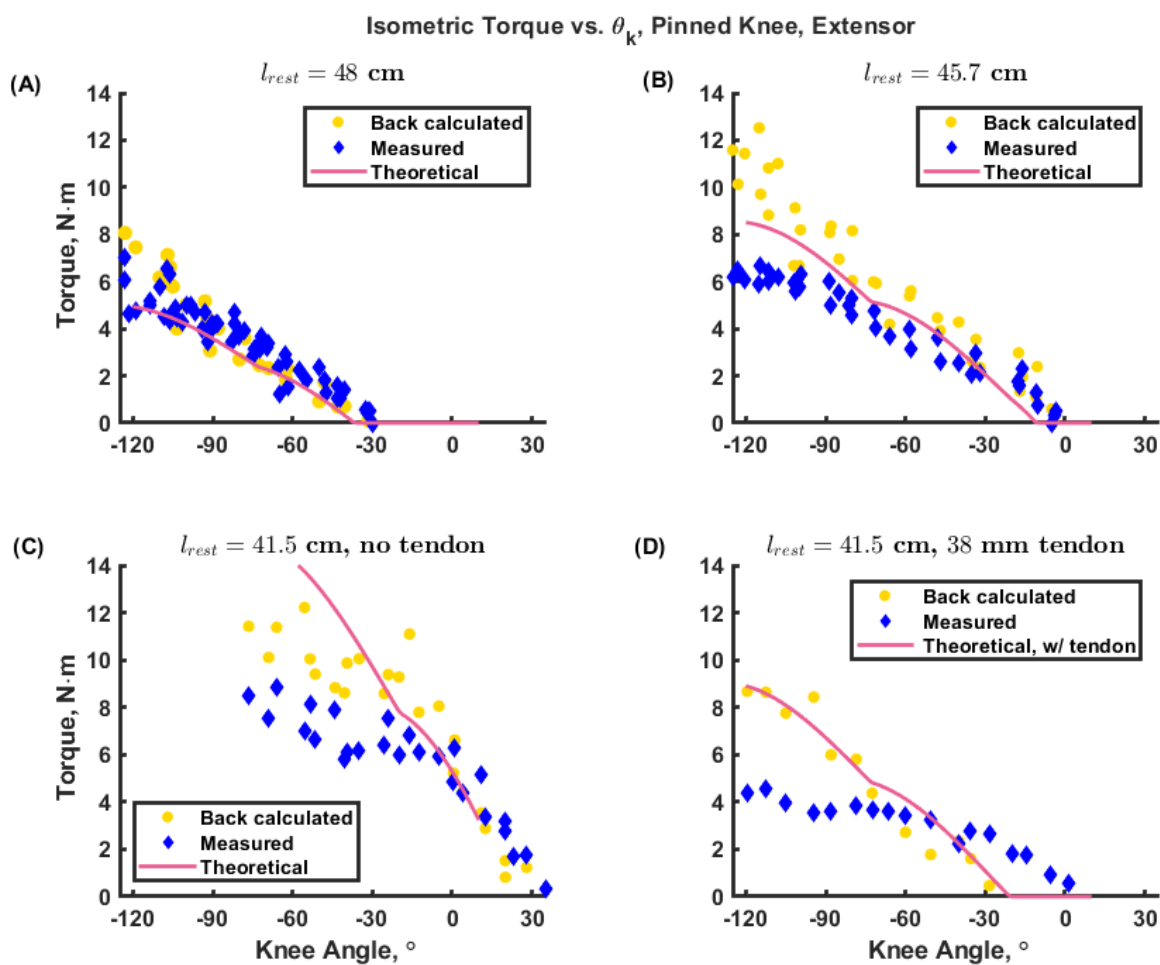 Isometric Torque vs. θk, Pinned Knee, Extensor
(A)
lrest = 48 cm
14
12
10
8
6
4
2
0
Torque, N·m
-120 -90 -60 -30 0 30
Back calculated
Measured
Theoretical
(B)
lrest = 45.7 cm
14
12
10
8
6
4
2
0
-120 -90 -60 -30 0 30
Back calculated
Measured
Theoretical
(C)
lrest = 41.5 cm, no tendon
14
12
10
8
6
4
2
0
Torque, N·m
-120 -90 -60 -30 0 30
Knee Angle, °
Back calculated
Measured
Theoretical
(D)
lrest = 41.5 cm, 38 mm tendon
14
12
10
8
6
4
2
0
-120 -90 -60 -30 0 30
Knee Angle, °
Back calculated
Measured
Theoretical, w/ tendon